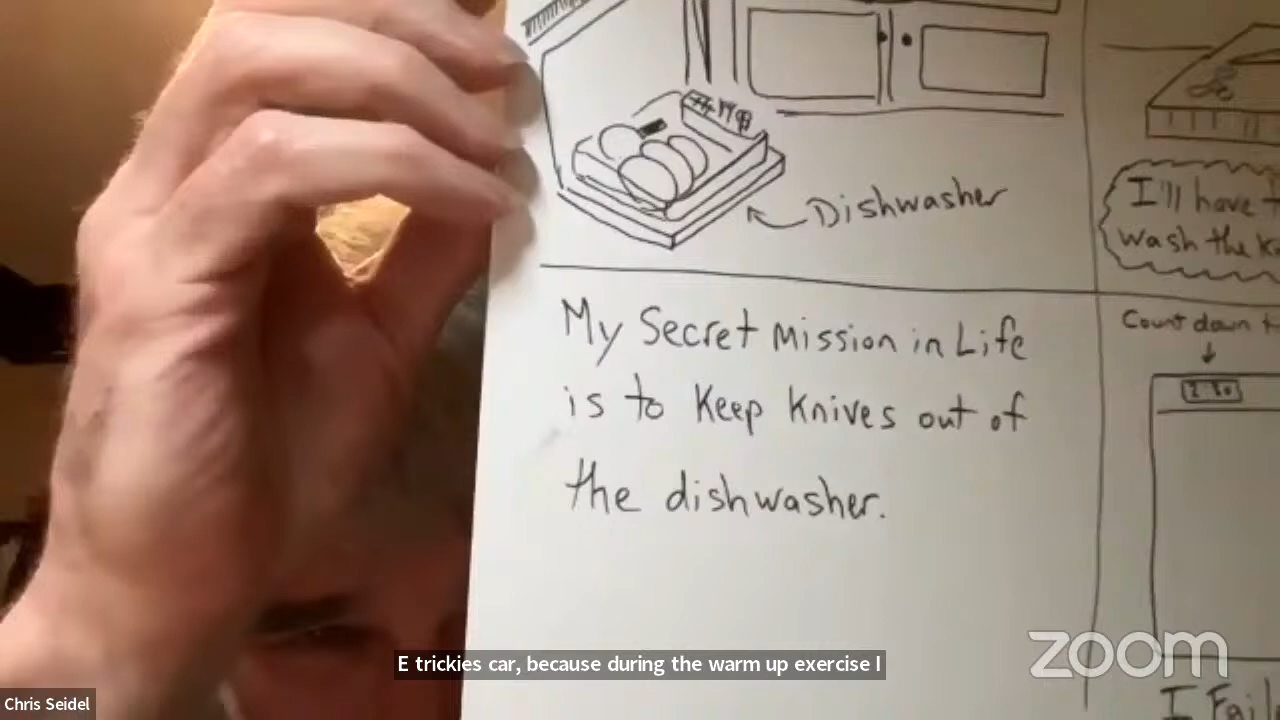 Dishwasher
I'll have
wash the
Count down
My Secret Mission in Life
is to Keep Knives out of
the dishwasher.
I
E trickies car, because during the warm up exercise I
zoom
Chris Seidel